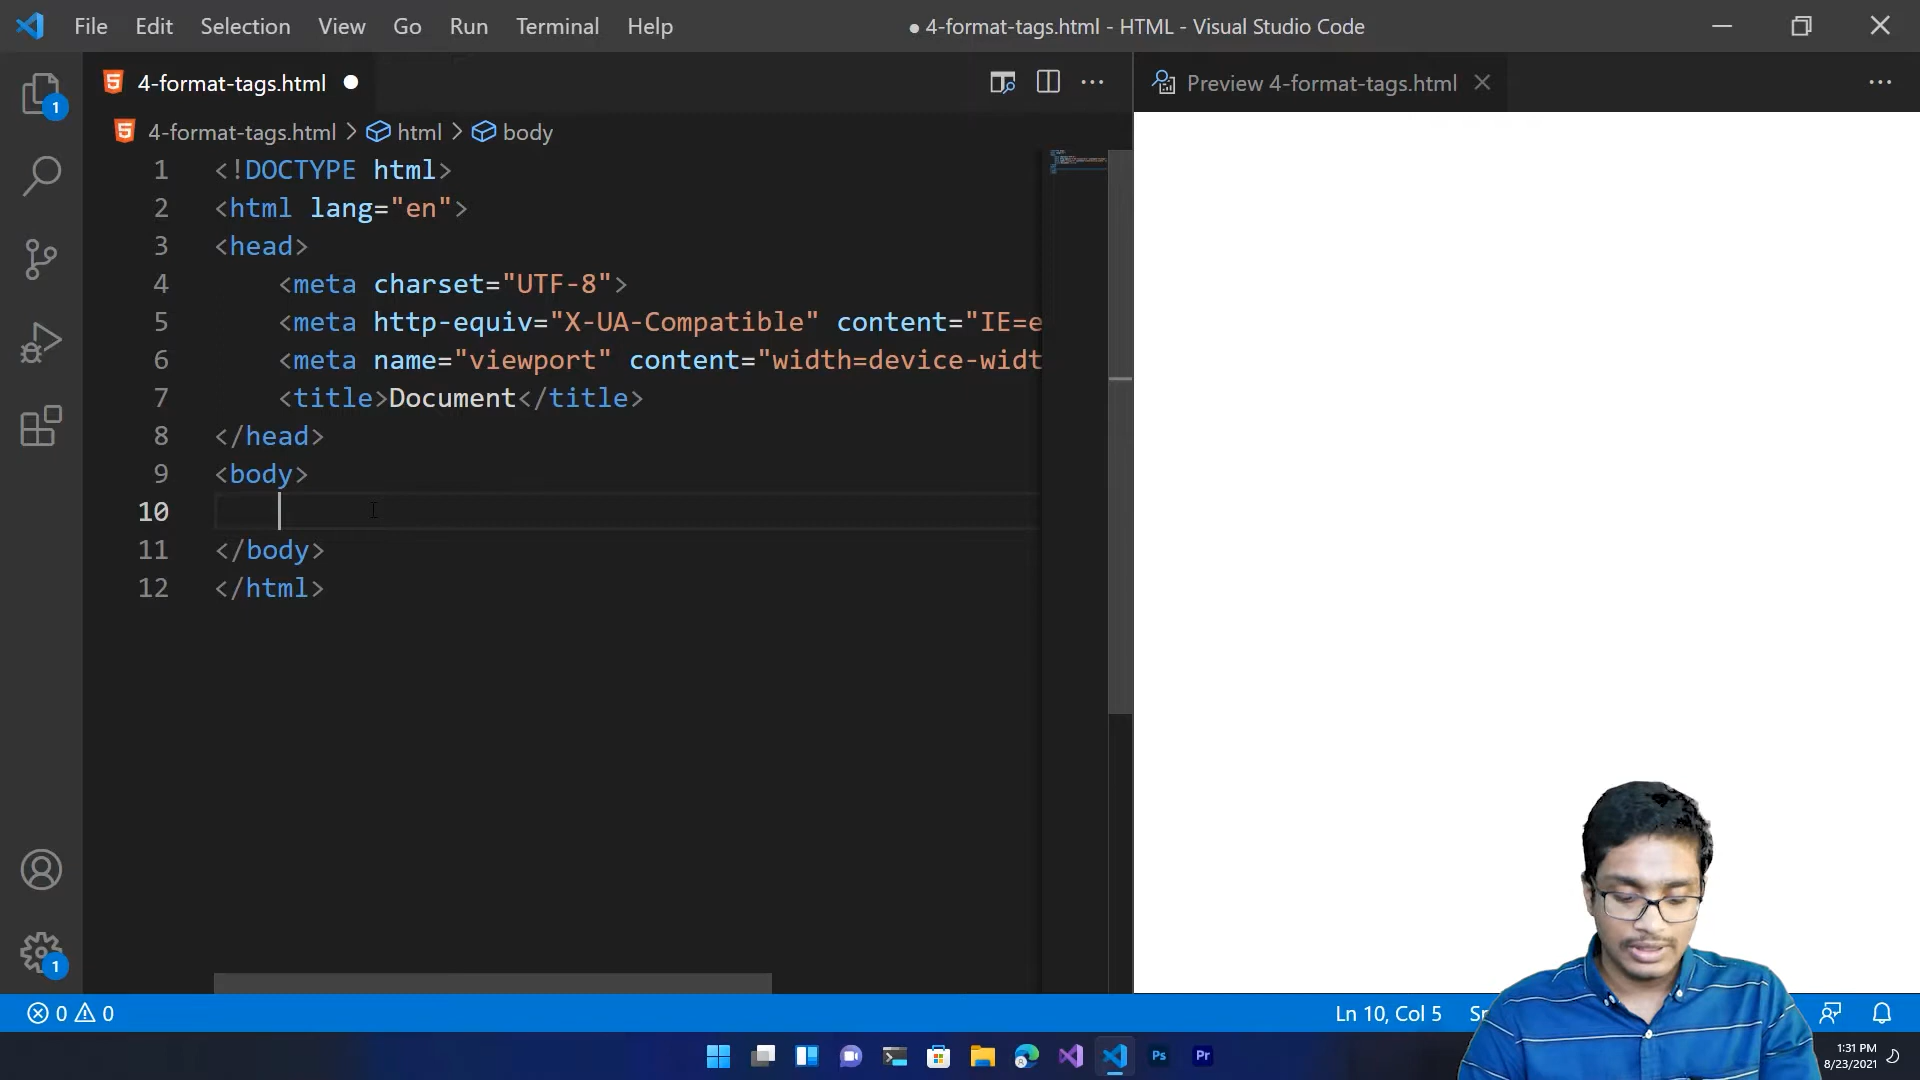 File Edit Selection View Go Run Terminal Help
● 4-format-tags.html - HTML - Visual Studio Code
4-format-tags.html ●
Preview 4-format-tags.html
4-format-tags.html > html > body
1 <!DOCTYPE html>
2 <html lang="en">
3 <head>
4 <meta charset="UTF-8">
5 <meta http-equiv="X-UA-Compatible" content="IE=e
6 <meta name="viewport" content="width=device-widt
7 <title>Document</title>
8 </head>
9 <body>
10
11 </body>
12 </html>
1
1
0 0
Ln 10, Col 5
Ps
Pr
1:31 PM
8/23/2021